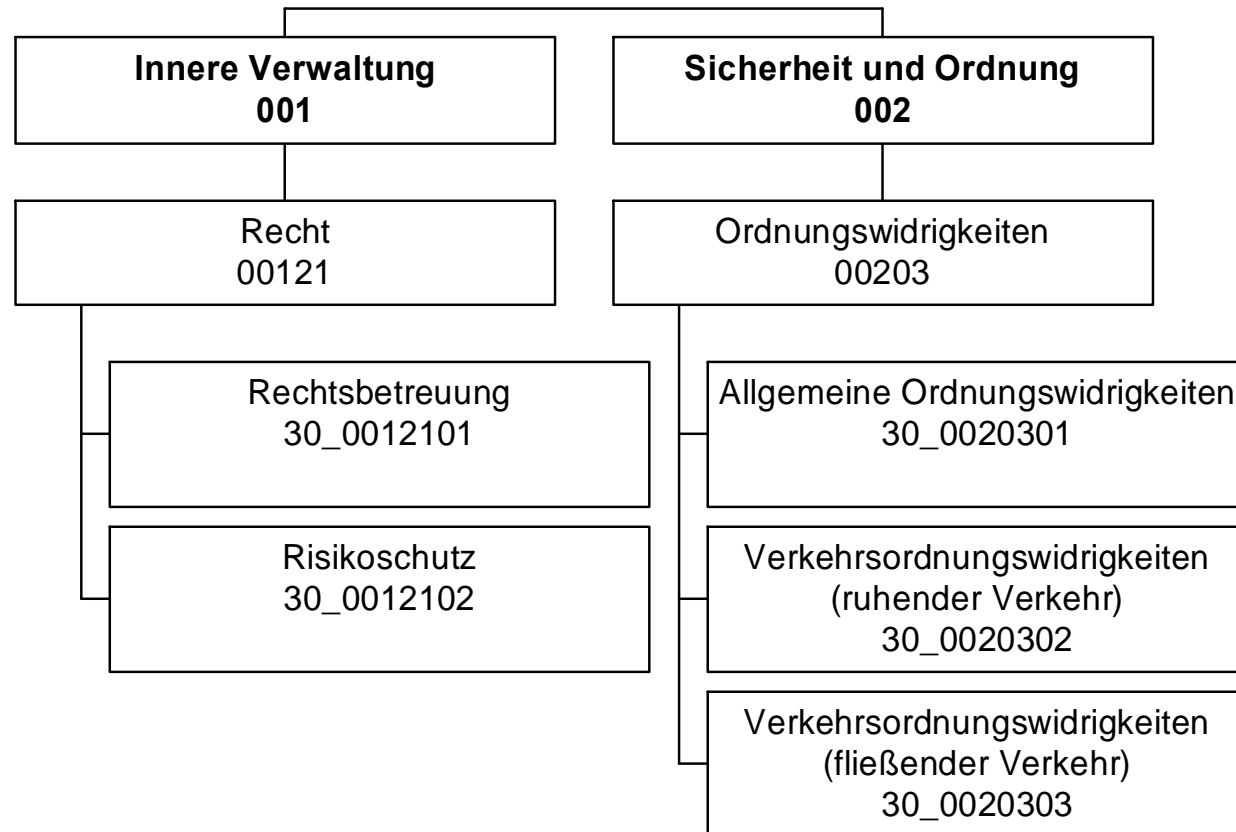 Innere Verwaltung
001
Sicherheit und Ordnung
002
Recht
00121
Ordnungswidrigkeiten
00203
Rechtsbetreuung
30_0012101
Allgemeine Ordnungswidrigkeiten
30_0020301
Risikoschutz
30_0012102
Verkehrsordnungswidrigkeiten
(ruhender Verkehr)
30_0020302
Verkehrsordnungswidrigkeiten
(fließender Verkehr)
30_0020303